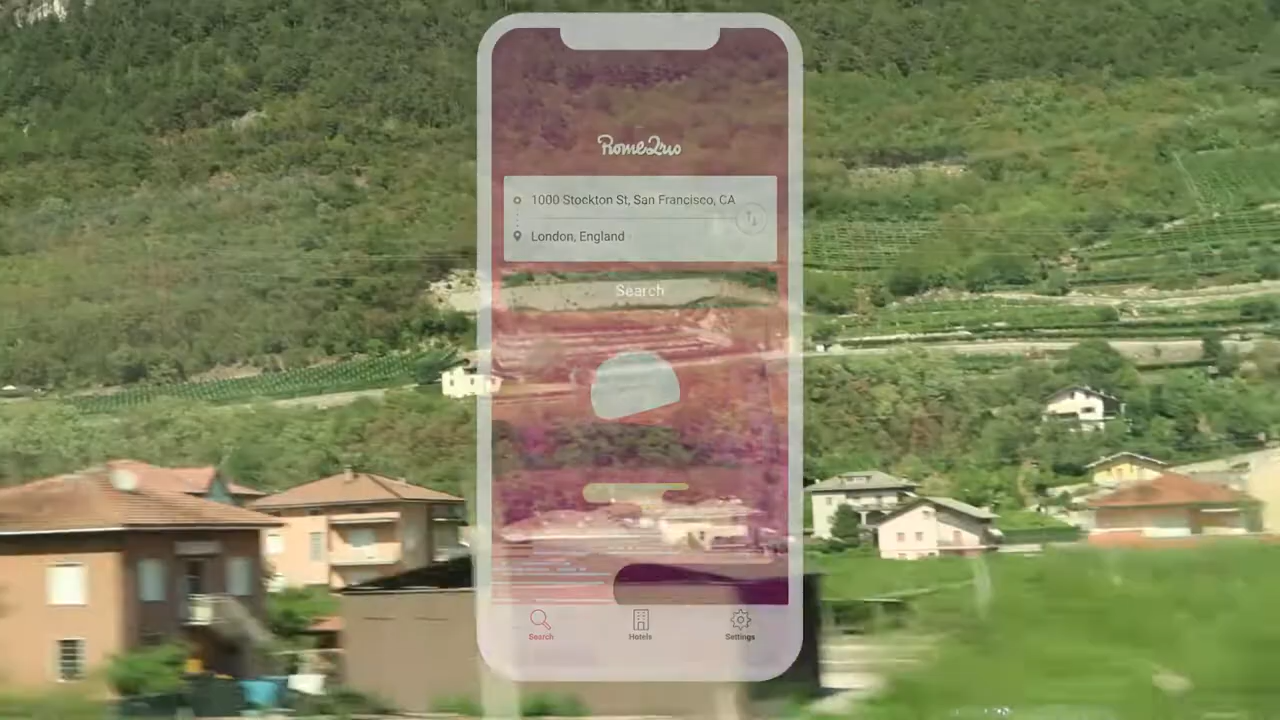 Rome2rio
1000 Stockton St, San Francisco, CA
London, England
Search
Search
Hotels
Settings